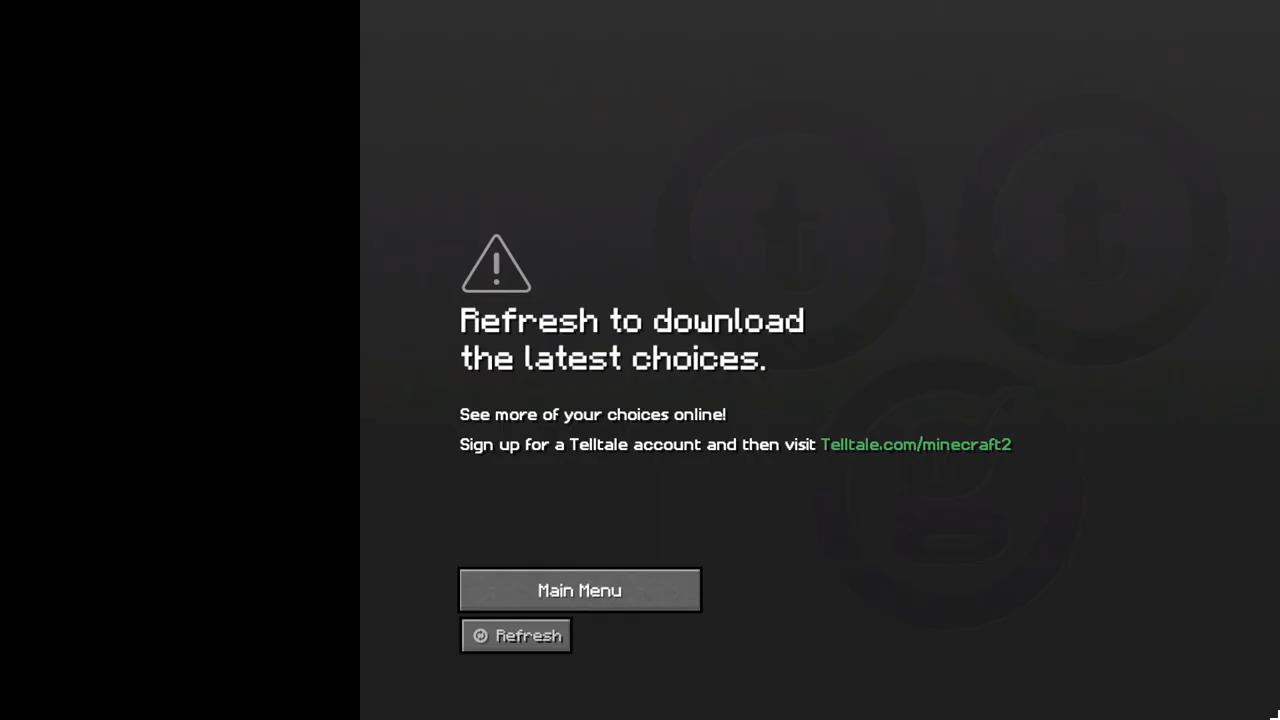 Refresh to download
the latest choices.
See more of your choices online!
Sign up for a Telltale account and then visit Telltale.com/minecraft2
Main Menu
Refresh